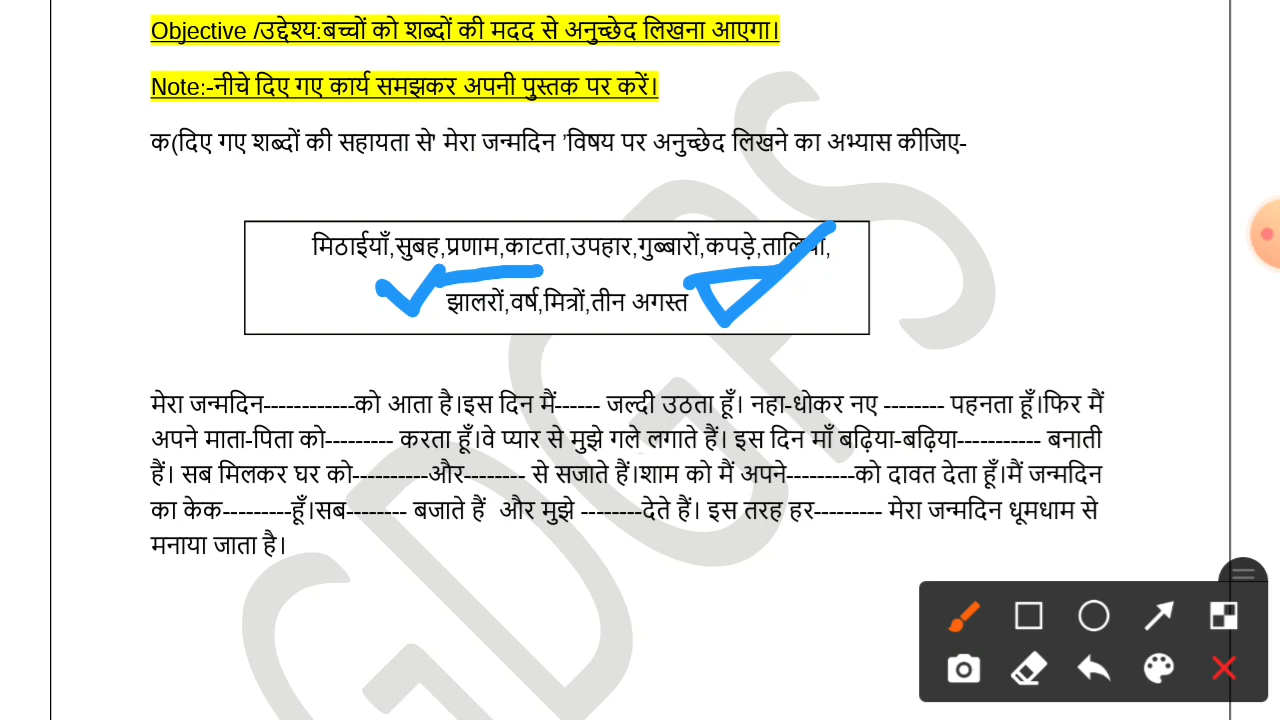 Objective /उद्देश्य:बच्चों को शब्दों की मदद से अनुच्छेद लिखना आएगा।
Note:-नीचे दिए गए कार्य समझकर अपनी पुस्तक पर करें।
क(दिए गए शब्दों की सहायता से' मेरा जन्मदिन 'विषय पर अनुच्छेद लिखने का अभ्यास कीजिए-
मिठाईयाँ,सुबह,प्रणाम,काटता,उपहार,गुब्बारों,कपड़े,तालियाँ,
झालरों,वर्ष,मित्रों,तीन अगस्त
मेरा जन्मदिन------------को आता है।इस दिन मैं------ जल्दी उठता हूँ। नहा-धोकर नए -------- पहनता हूँ।फिर मैं
अपने माता-पिता को--------- करता हूँ।वे प्यार से मुझे गले लगाते हैं। इस दिन माँ बढ़िया-बढ़िया----------- बनाती
हैं। सब मिलकर घर को----------और-------- से सजाते हैं।शाम को मैं अपने---------को दावत देता हूँ।मैं जन्मदिन
का केक---------हूँ।सब-------- बजाते हैं और मुझे --------देते हैं। इस तरह हर--------- मेरा जन्मदिन धूमधाम से
मनाया जाता है।
GDGPS